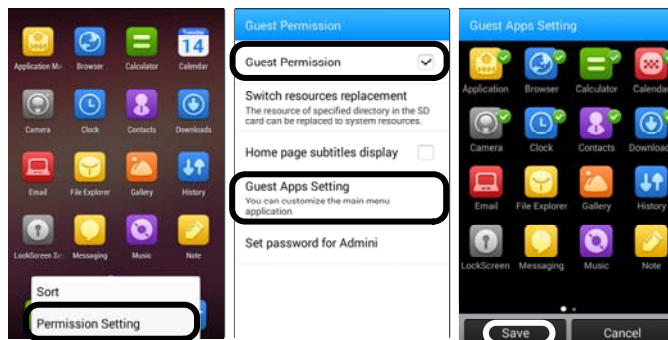 Tuesday
14
Application Ma
Browser
Calculator
Calendar
Camera
Clock
Contacts
Downloads
Email
File Explorer
Gallery
History
LockScreen Se
Messaging
Music
Note
Sort
Permission Setting
Guest Permission
Guest Permission
Switch resources replacement
The resource of specified directory in the SD
card can be replaced to system resources.
Home page subtitles display
Guest Apps Setting
You can customize the main menu
application
Set password for Admini
Guest Apps Setting
Application
Browser
Calculator
Calendar
Camera
Clock
Contacts
Download
Email
File Explorer
Gallery
History
LockScreen
Messaging
Music
Note
Save
Cancel